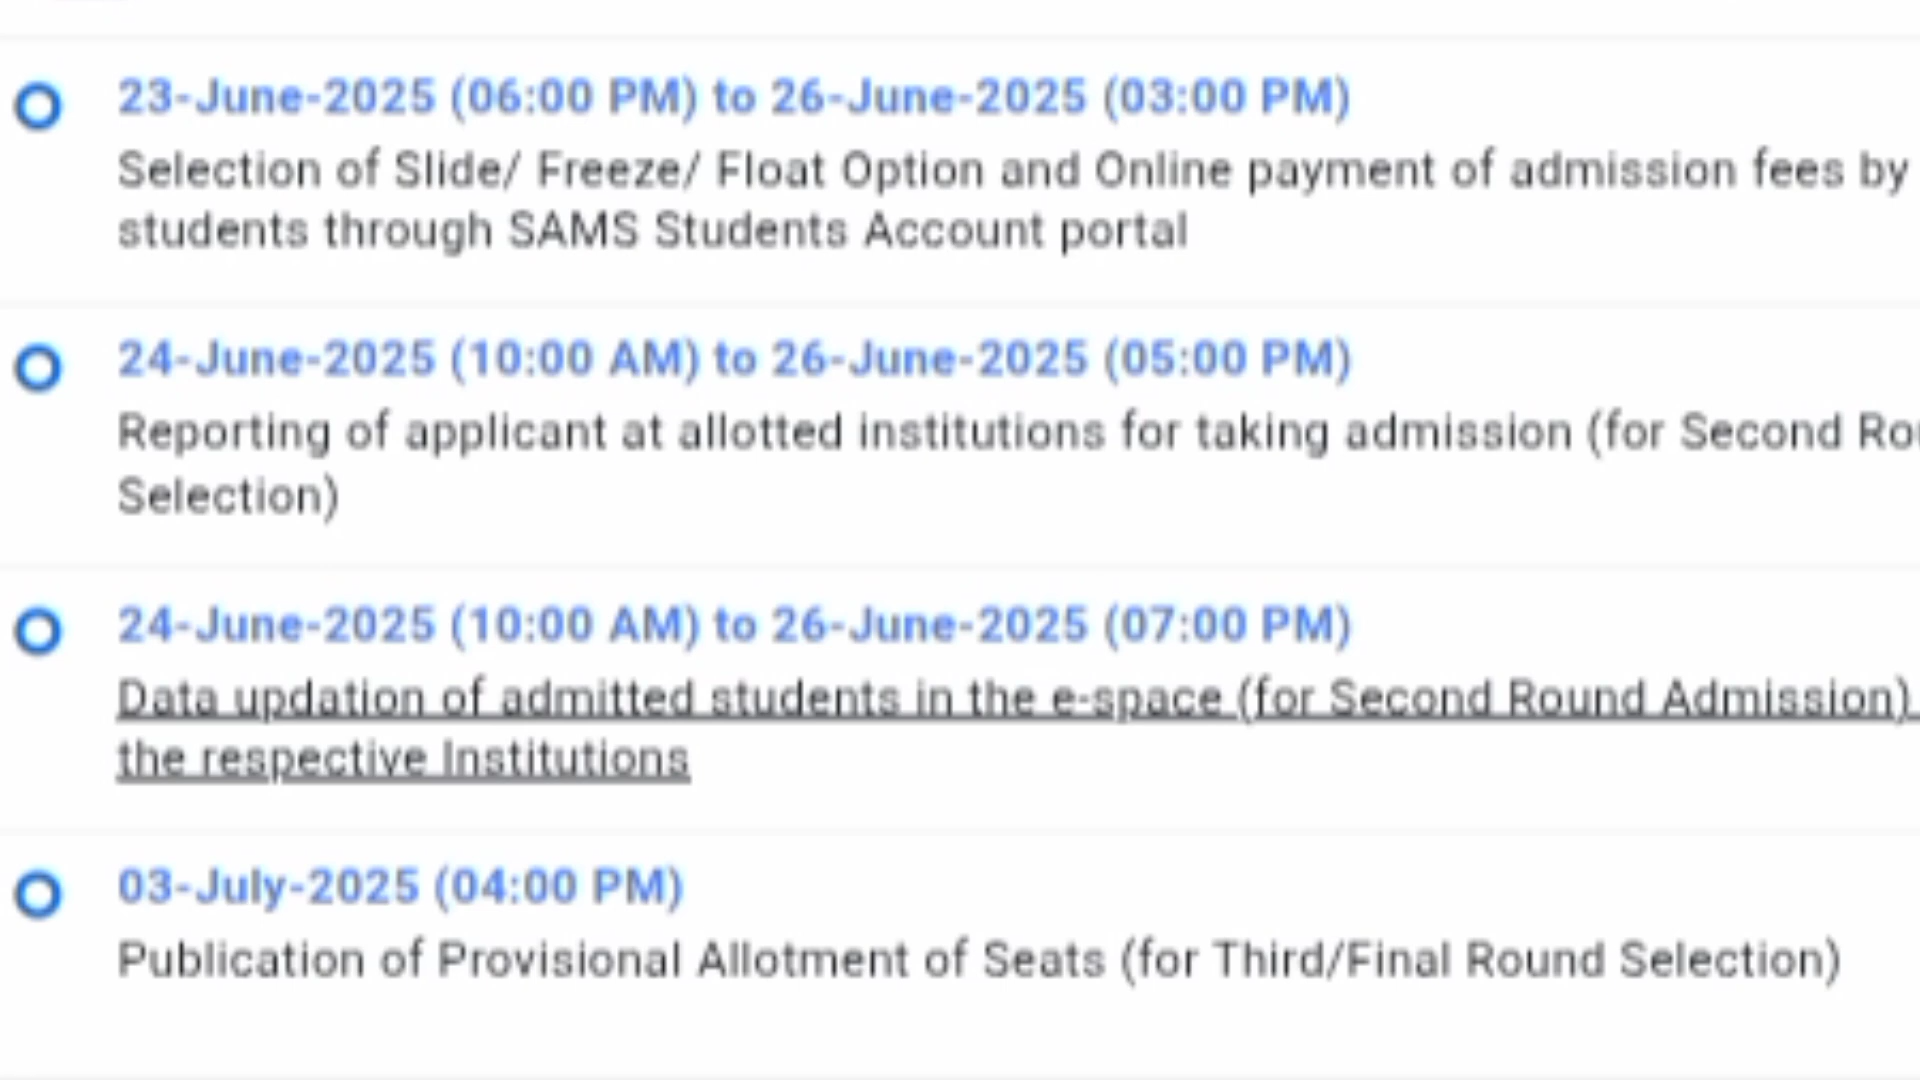 23-June-2025 (06:00 PM) to 26-June-2025 (03:00 PM)
Selection of Slide/ Freeze/ Float Option and Online payment of admission fees by
students through SAMS Students Account portal
24-June-2025 (10:00 AM) to 26-June-2025 (05:00 PM)
Reporting of applicant at allotted institutions for taking admission (for Second
Selection)
24-June-2025 (10:00 AM) to 26-June-2025 (07:00 PM)
Data updation of admitted students in the e-space (for Second Round Admission)
the respective Institutions
03-July-2025 (04:00 PM)
Publication of Provisional Allotment of Seats (for Third/Final Round Selection)